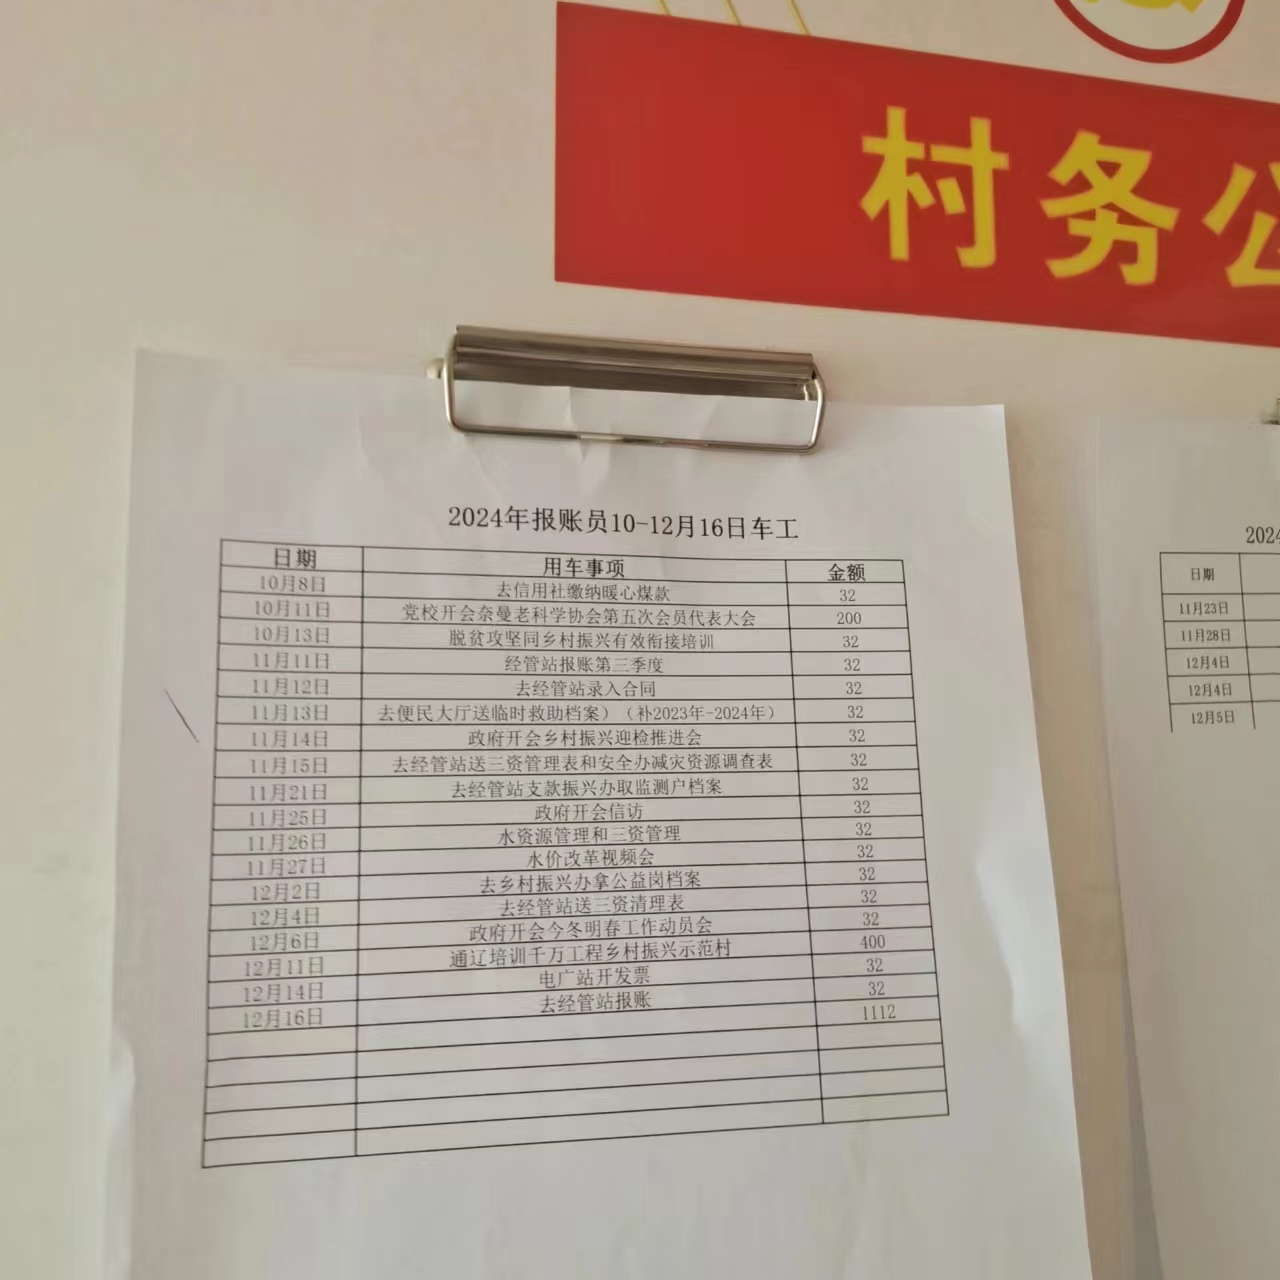 村务公
2024年报账员10-12月16日车工
日期 用车事项 金额
10月8日 去信用社缴纳暖心煤款 32
10月11日 党校开会奈曼老科学协会第五次会员代表大会 200
10月13日 脱贫攻坚同乡村振兴有效衔接培训 32
11月11日 经管站报账第三季度 32
11月12日 去经管站录入合同 32
11月13日 去便民大厅送临时救助档案）（补2023年-2024年） 32
11月14日 政府开会乡村振兴迎检推进会 32
11月15日 去经管站送三资管理表和安全办减灾资源调查表 32
11月21日 去经管站支款振兴办取监测户档案 32
11月25日 政府开会信访 32
11月26日 水资源管理和三资管理 32
11月27日 水价改革视频会 32
12月2日 去乡村振兴办拿公益岗档案 32
12月4日 去经管站送三资清理表 32
12月6日 政府开会今冬明春工作动员会 32
12月11日 通辽培训千万工程乡村振兴示范村 400
12月14日 电广站开发票 32
12月16日 去经管站报账 32
1112
2024
日期
11月23日
11月28日
12月4日
12月4日
12月5日